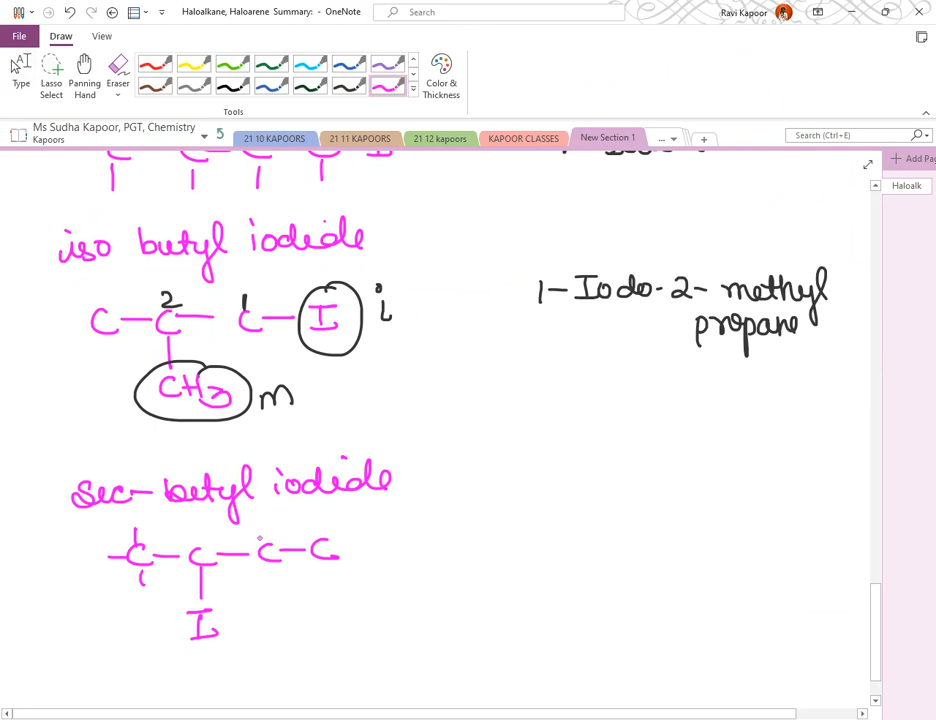 Haloalkane, Haloarene Summary: - OneNote
Search
Ravi Kapoor
File
Draw
View
Type
Lasso Select
Panning Hand
Eraser
Color & Thickness
Tools
Ms Sudha Kapoor, PGT, Chemistry
Kapoors
21 10 KAPOORS
21 11 KAPOORS
21 12 kapoors
KAPOOR CLASSES
New Section 1
...
+
Search (Ctrl+E)
+ Add Pag
Haloalk
iso butyl iodide
2 1
C — C — C — I i
CH3 m
1 - Iodo - 2 - methyl
propane
sec - butyl iodide
— C — C — C — C
I